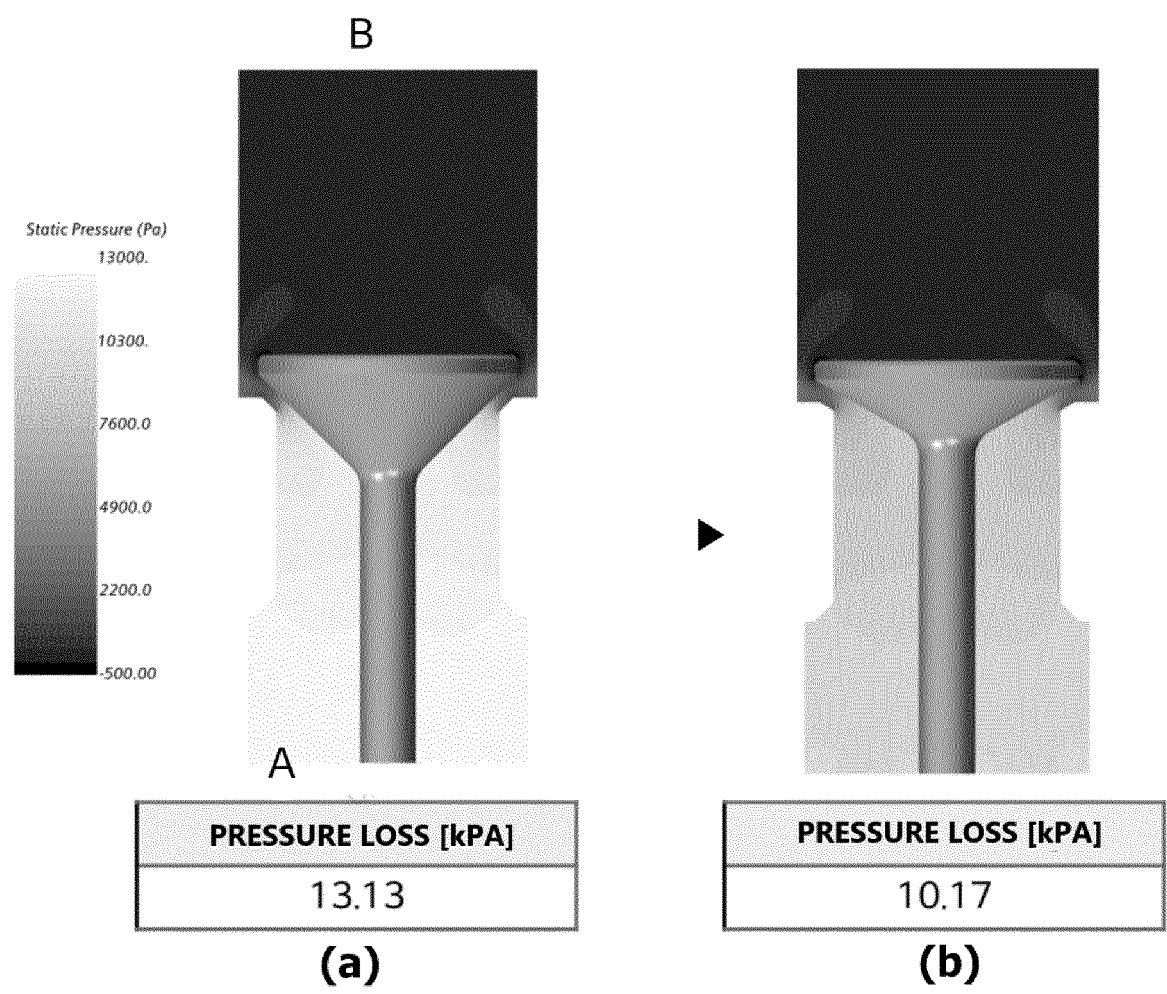 B
Static Pressure (Pa)
13000.
10300.
7600.0
4900.0
2200.0
-500.00
A
PRESSURE LOSS [kPA]
13.13
(a)
PRESSURE LOSS [kPA]
10.17
(b)